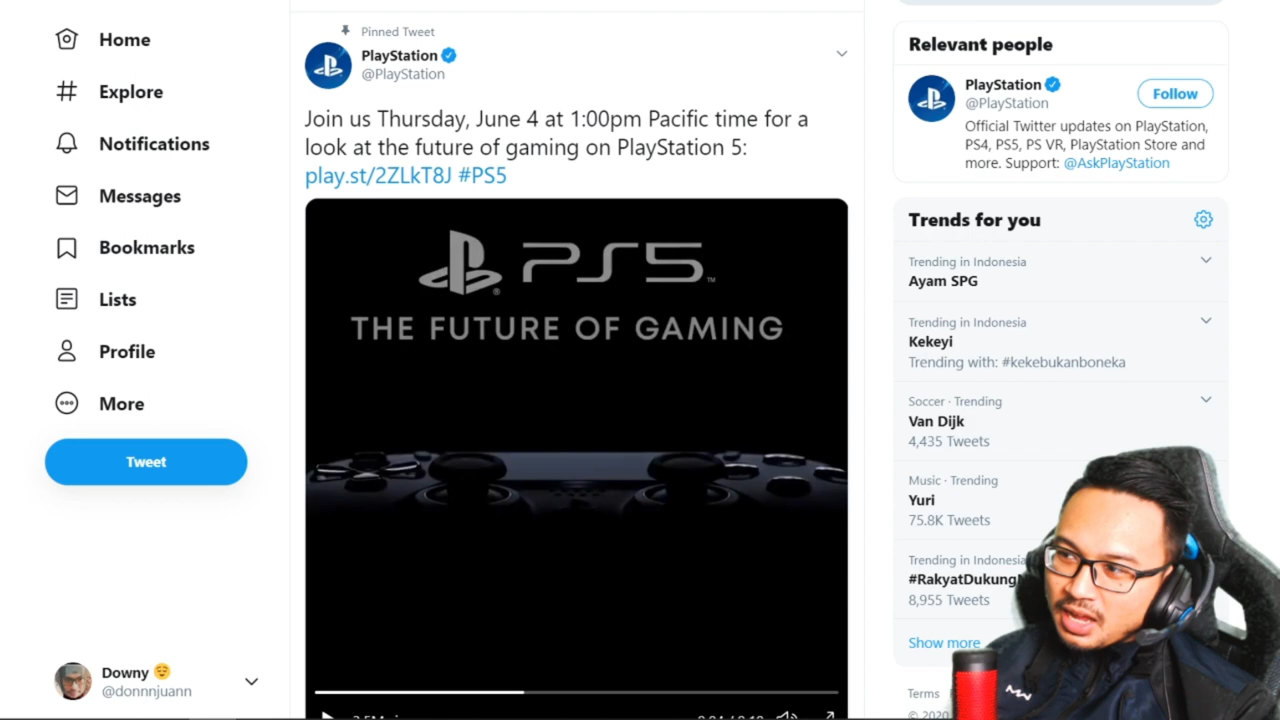 Home
Explore
Notifications
Messages
Bookmarks
Lists
Profile
More
Tweet
Downy
@donnnjuann
Pinned Tweet
PlayStation
@PlayStation
Join us Thursday, June 4 at 1:00pm Pacific time for a
look at the future of gaming on PlayStation 5:
play.st/2ZLkT8J #PS5
PS5™
THE FUTURE OF GAMING
Relevant people
PlayStation
@PlayStation
Follow
Official Twitter updates on PlayStation,
PS4, PS5, PS VR, PlayStation Store and
more. Support: @AskPlayStation
Trends for you
Trending in Indonesia
Ayam SPG
Trending in Indonesia
Kekeyi
Trending with: #kekebukanboneka
Soccer · Trending
Van Dijk
4,435 Tweets
Music · Trending
Yuri
75.8K Tweets
Trending in Indonesia
#RakyatDukung
8,955 Tweets
Show more
Terms
© 2020